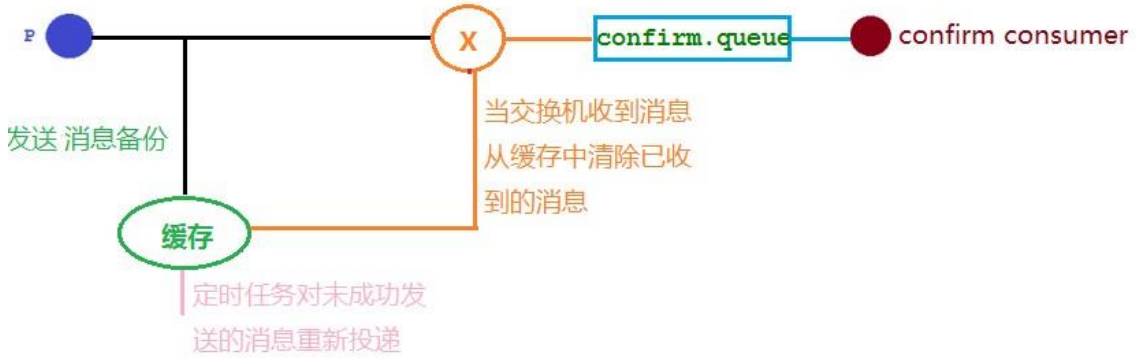 P
X
confirm.queue
confirm consumer
发送 消息备份
当交换机收到消息
从缓存中清除已收
到的消息
缓存
定时任务对未成功发
送的消息重新投递